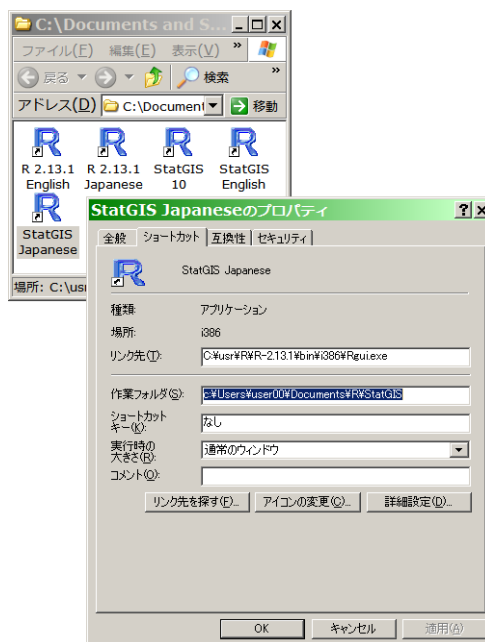 C:\Documents and S...
ファイル(F) 編集(E) 表示(V) »
戻る 検索 »
アドレス(D) C:\Document 移動
R 2.13.1 English
R 2.13.1 Japanese
StatGIS 10
StatGIS English
StatGIS Japanese
場所: C:\us
StatGIS Japaneseのプロパティ
全般 ショートカット 互換性 セキュリティ
StatGIS Japanese
種類: アプリケーション
場所: i386
リンク先(T): C:¥usr¥R¥R-2.13.1¥bin¥i386¥Rgui.exe
作業フォルダ(S): c:¥Users¥user00¥Documents¥R¥StatGIS
ショートカット
キー(K): なし
実行時の
大きさ(R): 通常のウィンドウ
コメント(O):
リンク先を探す(F)... アイコンの変更(C)... 詳細設定(D)...
OK キャンセル 適用(A)